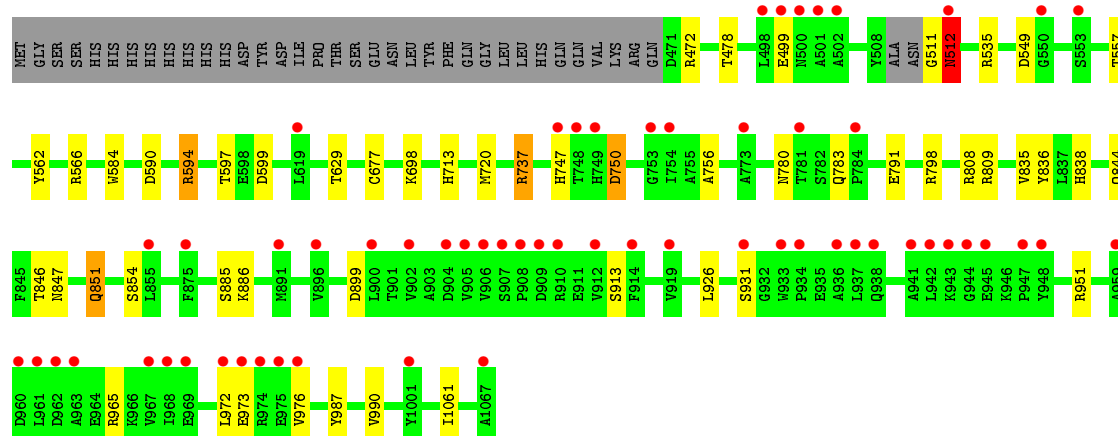 MET GLY SER SER HIS HIS HIS HIS HIS HIS HIS HIS HIS HIS ASP TYR ASP ILE PRO THR SER GLU ASN LEU TYR PHE GLN GLY LEU LEU HIS GLN GLN VAL LYS ARG GLN D471 R472 T478 L498 E499 N500 A501 A502 Y508 ALA ASN G511 N512 R535 D549 G550 S553 T557
Y562 R566 W584 D590 R594 T597 E598 D599 L619 T629 C677 K698 H713 M720 R737 H747 T748 H749 D750 G753 I754 A755 A756 A773 N780 T781 S782 Q783 P784 E791 R798 R808 R809 V835 Y836 L837 H838 Q844
F845 T846 N847 Q851 S854 L855 F875 S885 K886 M891 V896 D899 L900 T901 V902 A903 D904 V905 V906 S907 P908 D909 R910 E911 V912 S913 F914 V919 L926 S931 G932 W933 P934 E935 A936 L937 Q938 A941 L942 K943 G944 E945 A946 P947 Y948 R951 A959
D960 L961 D962 A963 E964 R965 K966 V967 I968 E969 L972 E973 R974 E975 V976 Y987 V990 Y1001 I1061 A1067